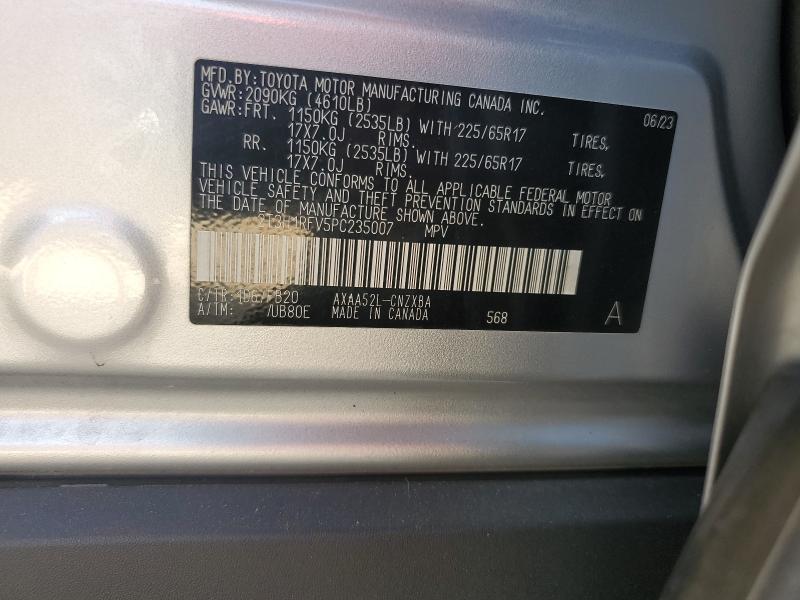 MFD.BY:TOYOTA MOTOR MANUFACTURING CANADA INC.
06/23
GVWR:2090KG (4610LB)
GAWR:FRT. 1150KG (2535LB) WITH 225/65R17 TIRES,
17X7.0J RIMS.
RR. 1150KG (2535LB) WITH 225/65R17 TIRES,
17X7.0J RIMS.
THIS VEHICLE CONFORMS TO ALL APPLICABLE FEDERAL MOTOR
VEHICLE SAFETY AND THEFT PREVENTION STANDARDS IN EFFECT ON
THE DATE OF MANUFACTURE SHOWN ABOVE.
MPV
C/TR: AXAA52L-CNZXBA
A/TM: /UB80E MADE IN CANADA 568 A